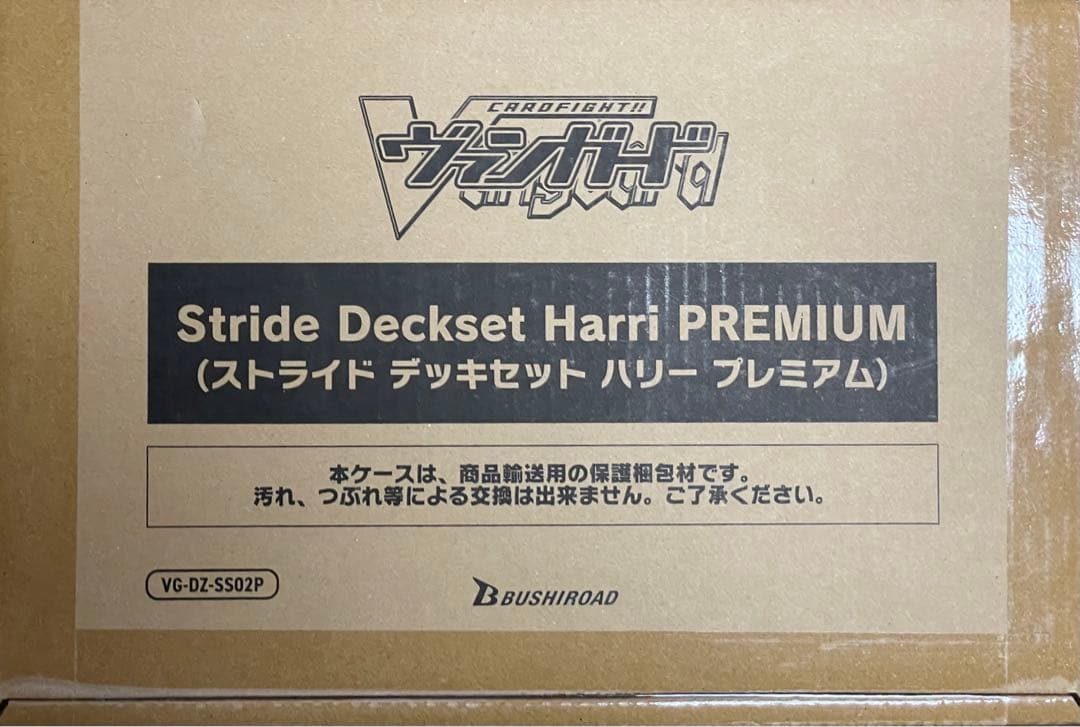 CARDFIGHT!!
ヴァンガード
Vanguard
Stride Deckset Harri PREMIUM
(ストライド デッキセット ハリー プレミアム)
本ケースは、商品輸送用の保護梱包材です。
汚れ、つぶれ等による交換は出来ません。ご了承ください。
VG-DZ-SS02P
BUSHIROAD